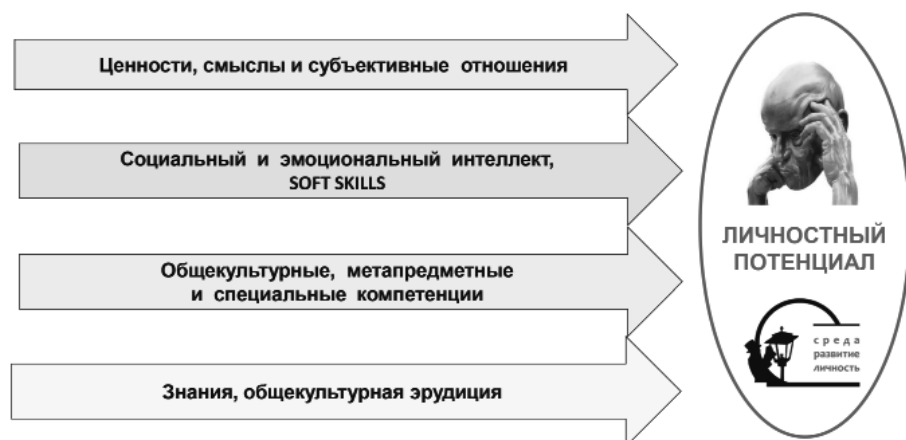 Ценности, смыслы и субъективные отношения
Социальный и эмоциональный интеллект,
SOFT SKILLS
Общекультурные, метапредметные
и специальные компетенции
Знания, общекультурная эрудиция
ЛИЧНОСТНЫЙ
ПОТЕНЦИАЛ
среда
развитие
личность